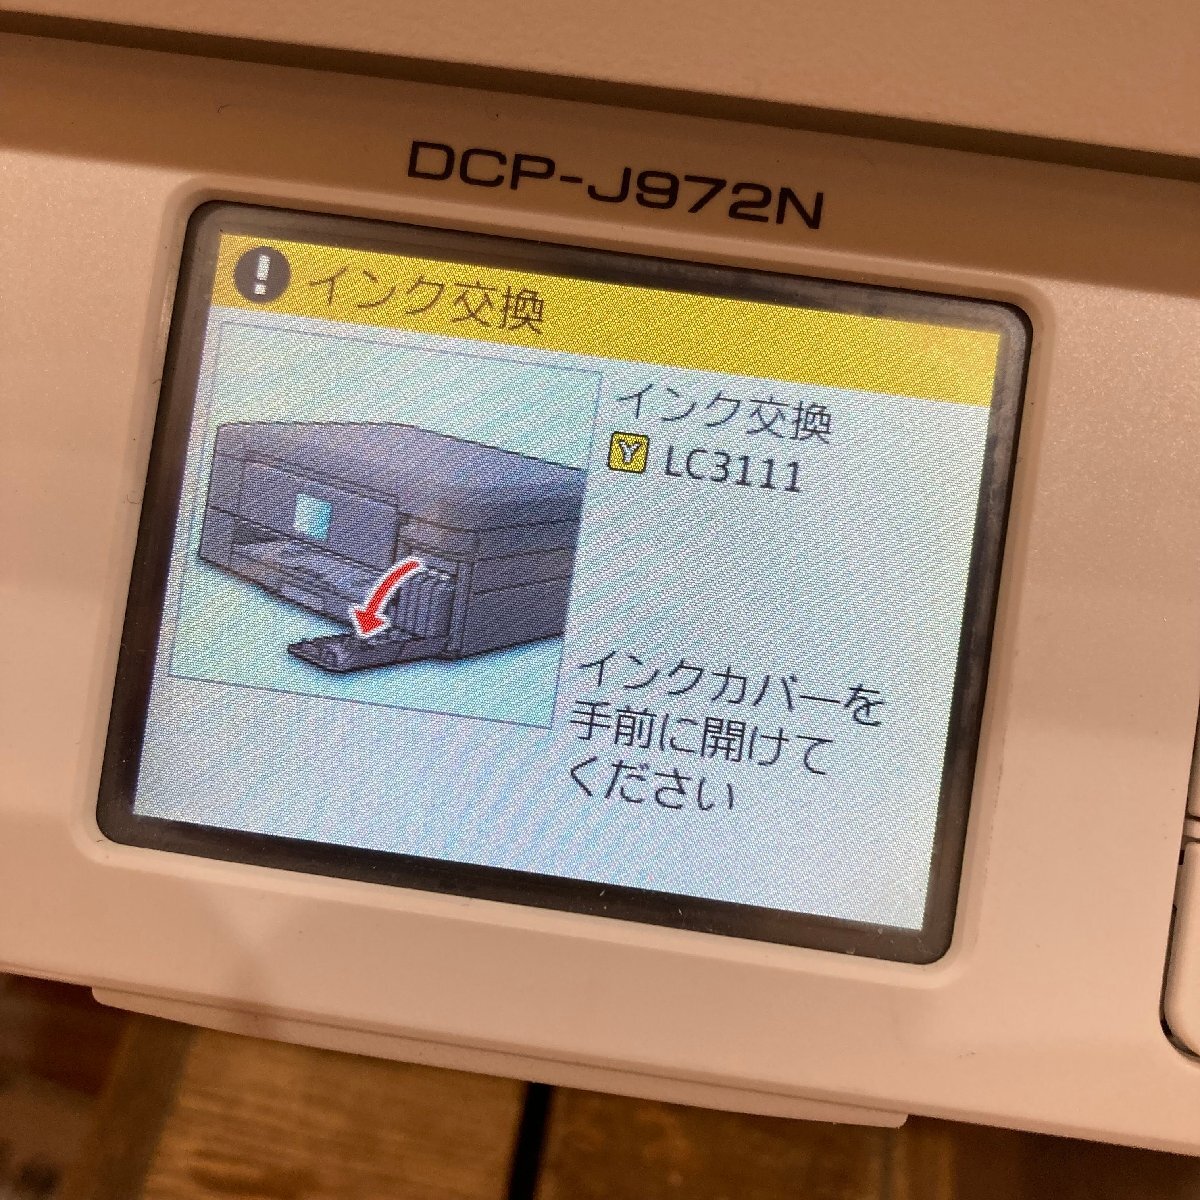 DCP-J972N
! インク交換
インク交換
Y LC3111
インクカバーを
手前に開けて
ください